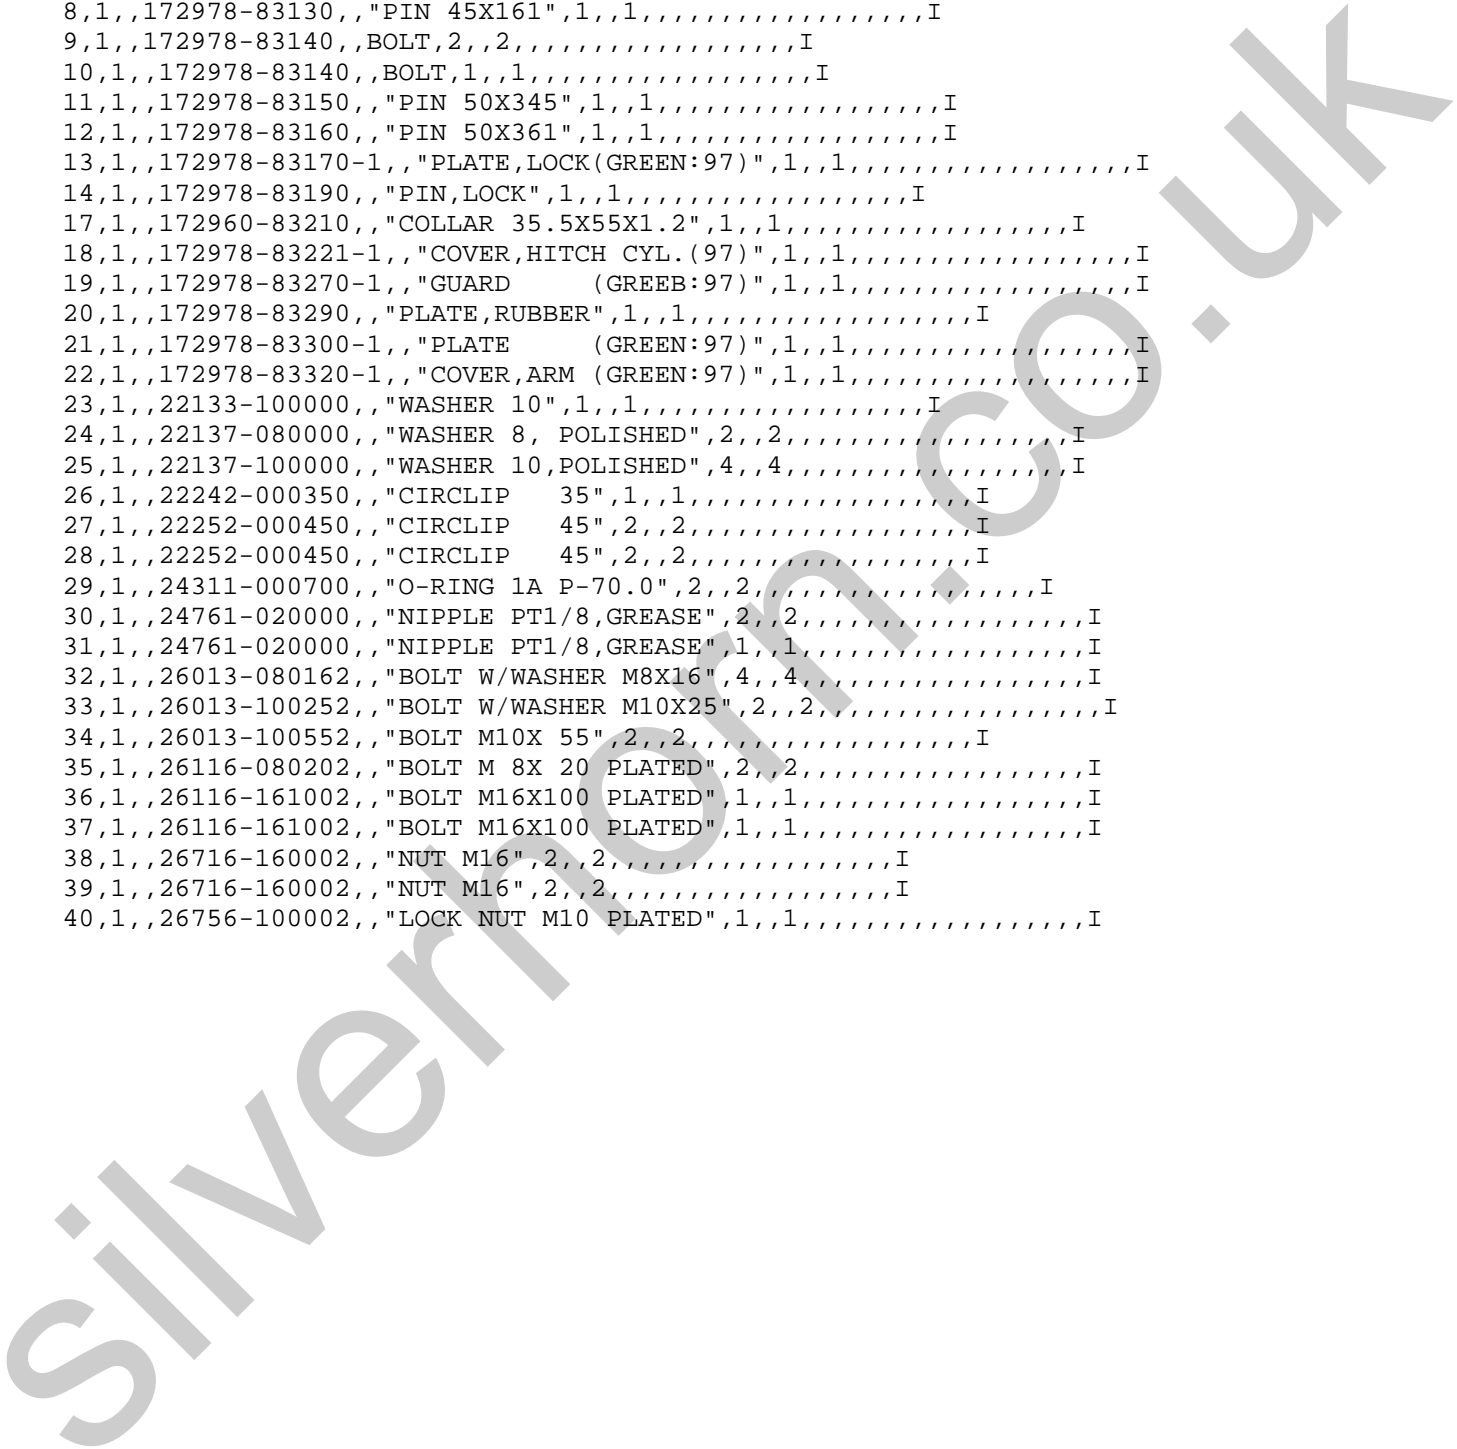 8,1,,172978-83130,,"PIN 45X161",1,,1,,,,,,,,,,,,,,,,,,I
9,1,,172978-83140,,BOLT,2,,2,,,,,,,,,,,,,,,,,,I
10,1,,172978-83140,,BOLT,1,,1,,,,,,,,,,,,,,,,,,I
11,1,,172978-83150,,"PIN 50X345",1,,1,,,,,,,,,,,,,,,,,,I
12,1,,172978-83160,,"PIN 50X361",1,,1,,,,,,,,,,,,,,,,,,I
13,1,,172978-83170-1,,"PLATE,LOCK(GREEN:97)",1,,1,,,,,,,,,,,,,,,,,,I
14,1,,172978-83190,,"PIN,LOCK",1,,1,,,,,,,,,,,,,,,,,,I
17,1,,172960-83210,,"COLLAR 35.5X55X1.2",1,,1,,,,,,,,,,,,,,,,,,I
18,1,,172978-83221-1,,"COVER,HITCH CYL.(97)",1,,1,,,,,,,,,,,,,,,,,,I
19,1,,172978-83270-1,,"GUARD     (GREEB:97)",1,,1,,,,,,,,,,,,,,,,,,I
20,1,,172978-83290,,"PLATE,RUBBER",1,,1,,,,,,,,,,,,,,,,,,I
21,1,,172978-83300-1,,"PLATE     (GREEN:97)",1,,1,,,,,,,,,,,,,,,,,,I
22,1,,172978-83320-1,,"COVER,ARM (GREEN:97)",1,,1,,,,,,,,,,,,,,,,,,I
23,1,,22133-100000,,"WASHER 10",1,,1,,,,,,,,,,,,,,,,,,I
24,1,,22137-080000,,"WASHER 8, POLISHED",2,,2,,,,,,,,,,,,,,,,,,I
25,1,,22137-100000,,"WASHER 10,POLISHED",4,,4,,,,,,,,,,,,,,,,,,I
26,1,,22242-000350,,"CIRCLIP   35",1,,1,,,,,,,,,,,,,,,,,,I
27,1,,22252-000450,,"CIRCLIP   45",2,,2,,,,,,,,,,,,,,,,,,I
28,1,,22252-000450,,"CIRCLIP   45",2,,2,,,,,,,,,,,,,,,,,,I
29,1,,24311-000700,,"O-RING 1A P-70.0",2,,2,,,,,,,,,,,,,,,,,,I
30,1,,24761-020000,,"NIPPLE PT1/8,GREASE",2,,2,,,,,,,,,,,,,,,,,,I
31,1,,24761-020000,,"NIPPLE PT1/8,GREASE",1,,1,,,,,,,,,,,,,,,,,,I
32,1,,26013-080162,,"BOLT W/WASHER M8X16",4,,4,,,,,,,,,,,,,,,,,,I
33,1,,26013-100252,,"BOLT W/WASHER M10X25",2,,2,,,,,,,,,,,,,,,,,,I
34,1,,26013-100552,,"BOLT M10X 55",2,,2,,,,,,,,,,,,,,,,,,I
35,1,,26116-080202,,"BOLT M 8X 20 PLATED",2,,2,,,,,,,,,,,,,,,,,,I
36,1,,26116-161002,,"BOLT M16X100 PLATED",1,,1,,,,,,,,,,,,,,,,,,I
37,1,,26116-161002,,"BOLT M16X100 PLATED",1,,1,,,,,,,,,,,,,,,,,,I
38,1,,26716-160002,,"NUT M16",2,,2,,,,,,,,,,,,,,,,,,I
39,1,,26716-160002,,"NUT M16",2,,2,,,,,,,,,,,,,,,,,,I
40,1,,26756-100002,,"LOCK NUT M10 PLATED",1,,1,,,,,,,,,,,,,,,,,,I
silverhorn.co.uk